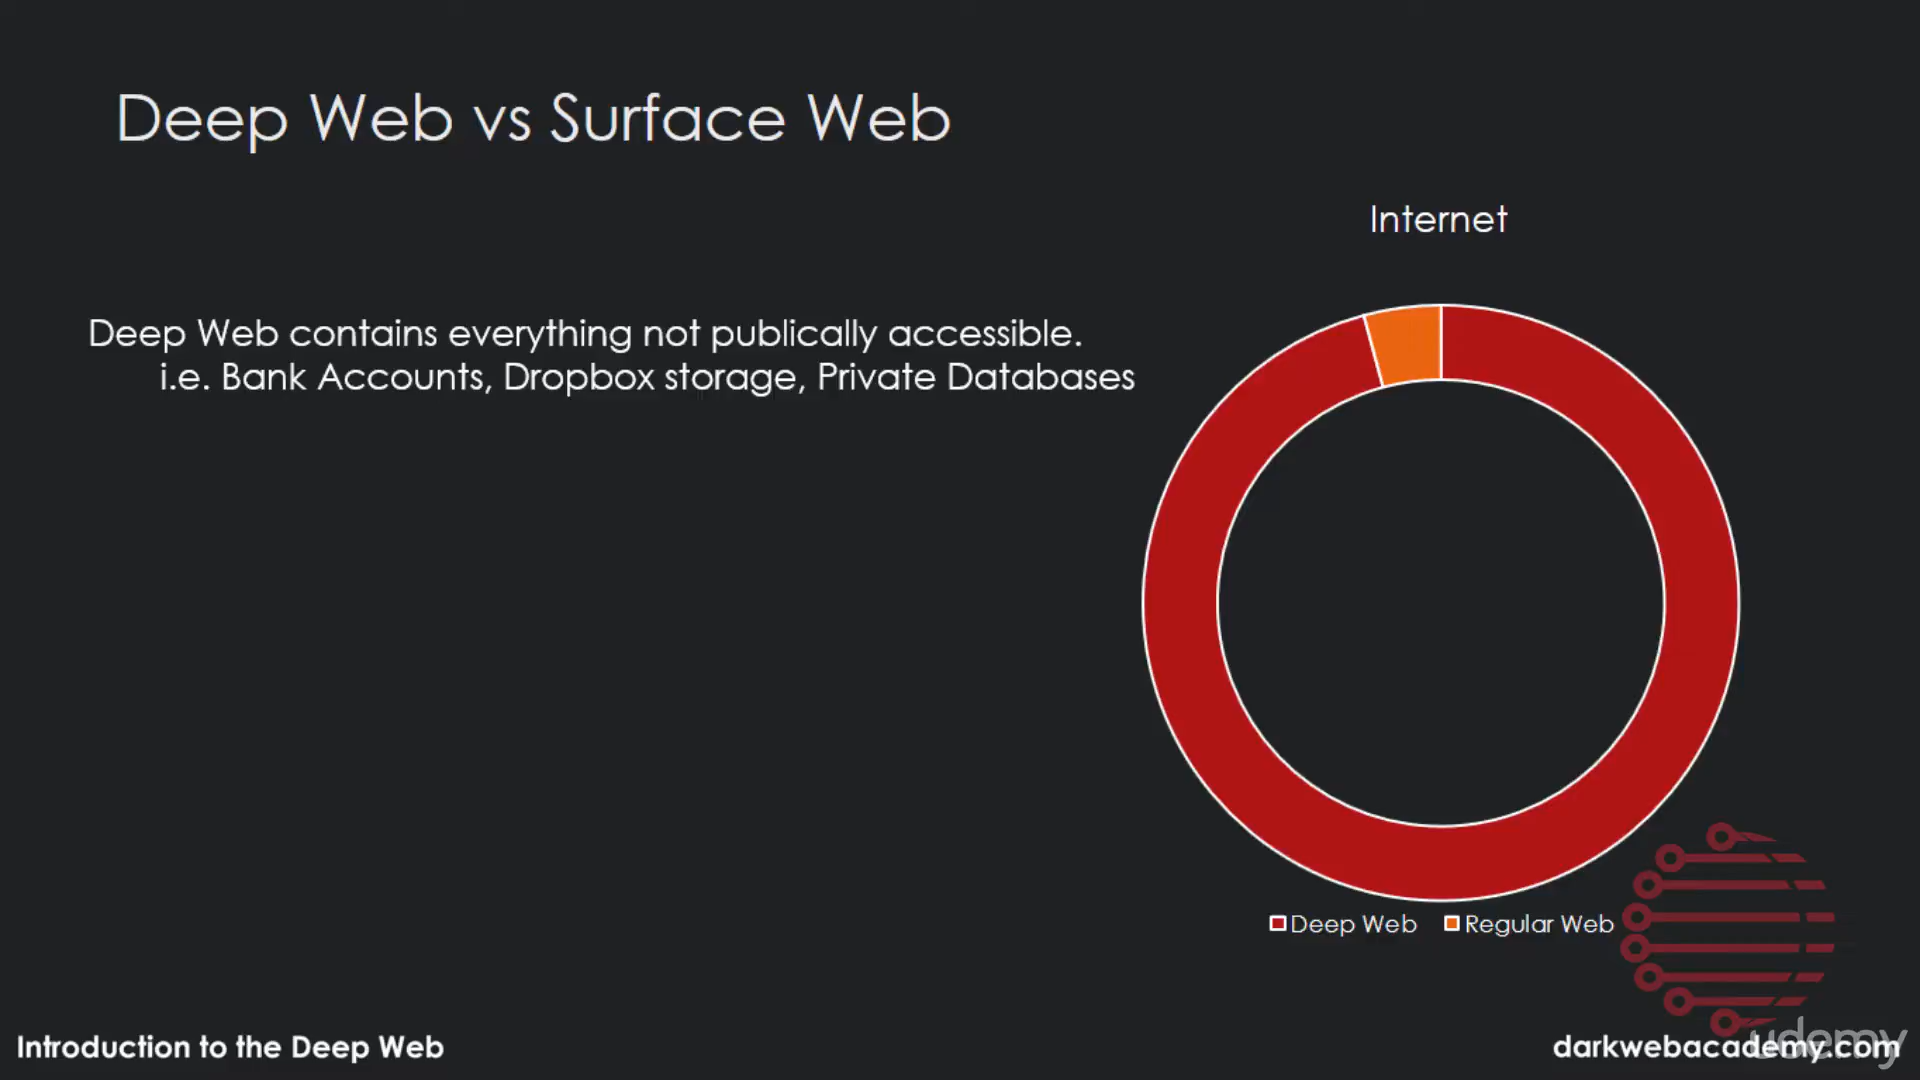 Deep Web vs Surface Web
Internet
Deep Web contains everything not publically accessible.
i.e. Bank Accounts, Dropbox storage, Private Databases
Deep Web
Regular Web
Introduction to the Deep Web
darkwebacademy.com
udemy